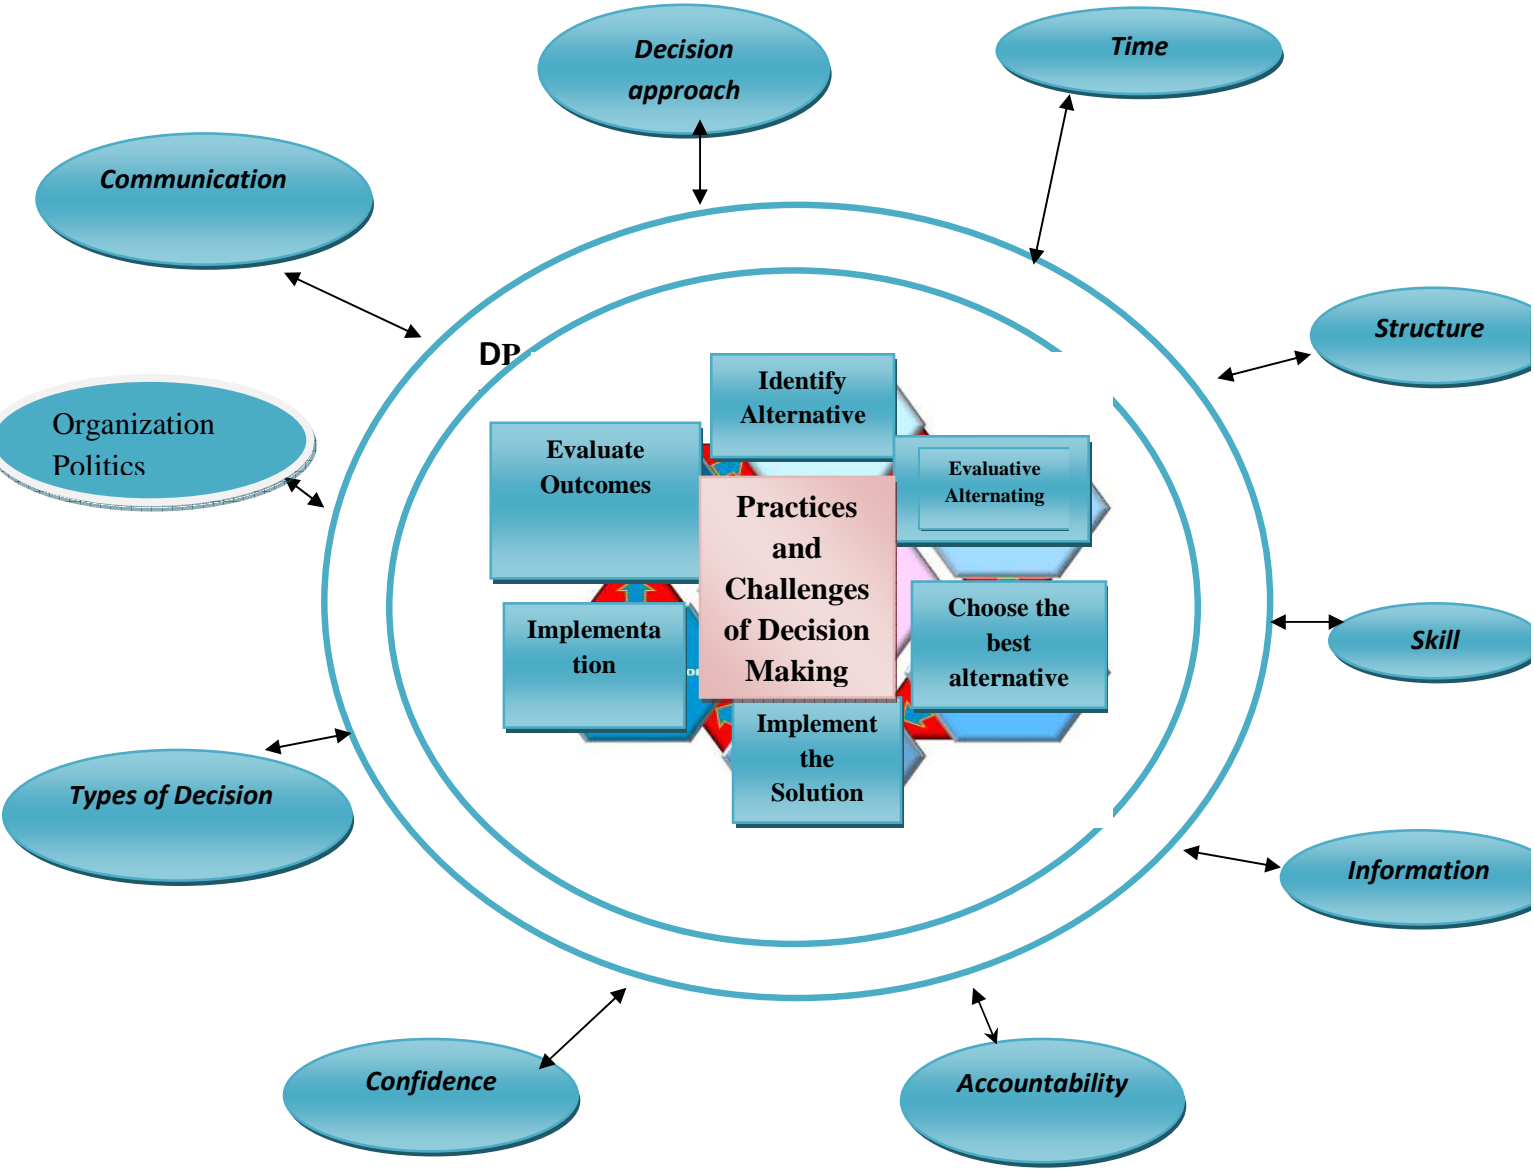 Decision
approach
Time
Communication
Structure
DP
Identify
Alternative
Organization
Politics
Evaluate
Outcomes
Evaluative
Alternating
Practices
and
Challenges
of Decision
Making
Choose the
best
alternative
Implementa
tion
Skill
Implement
the
Solution
Types of Decision
Information
Confidence
Accountability